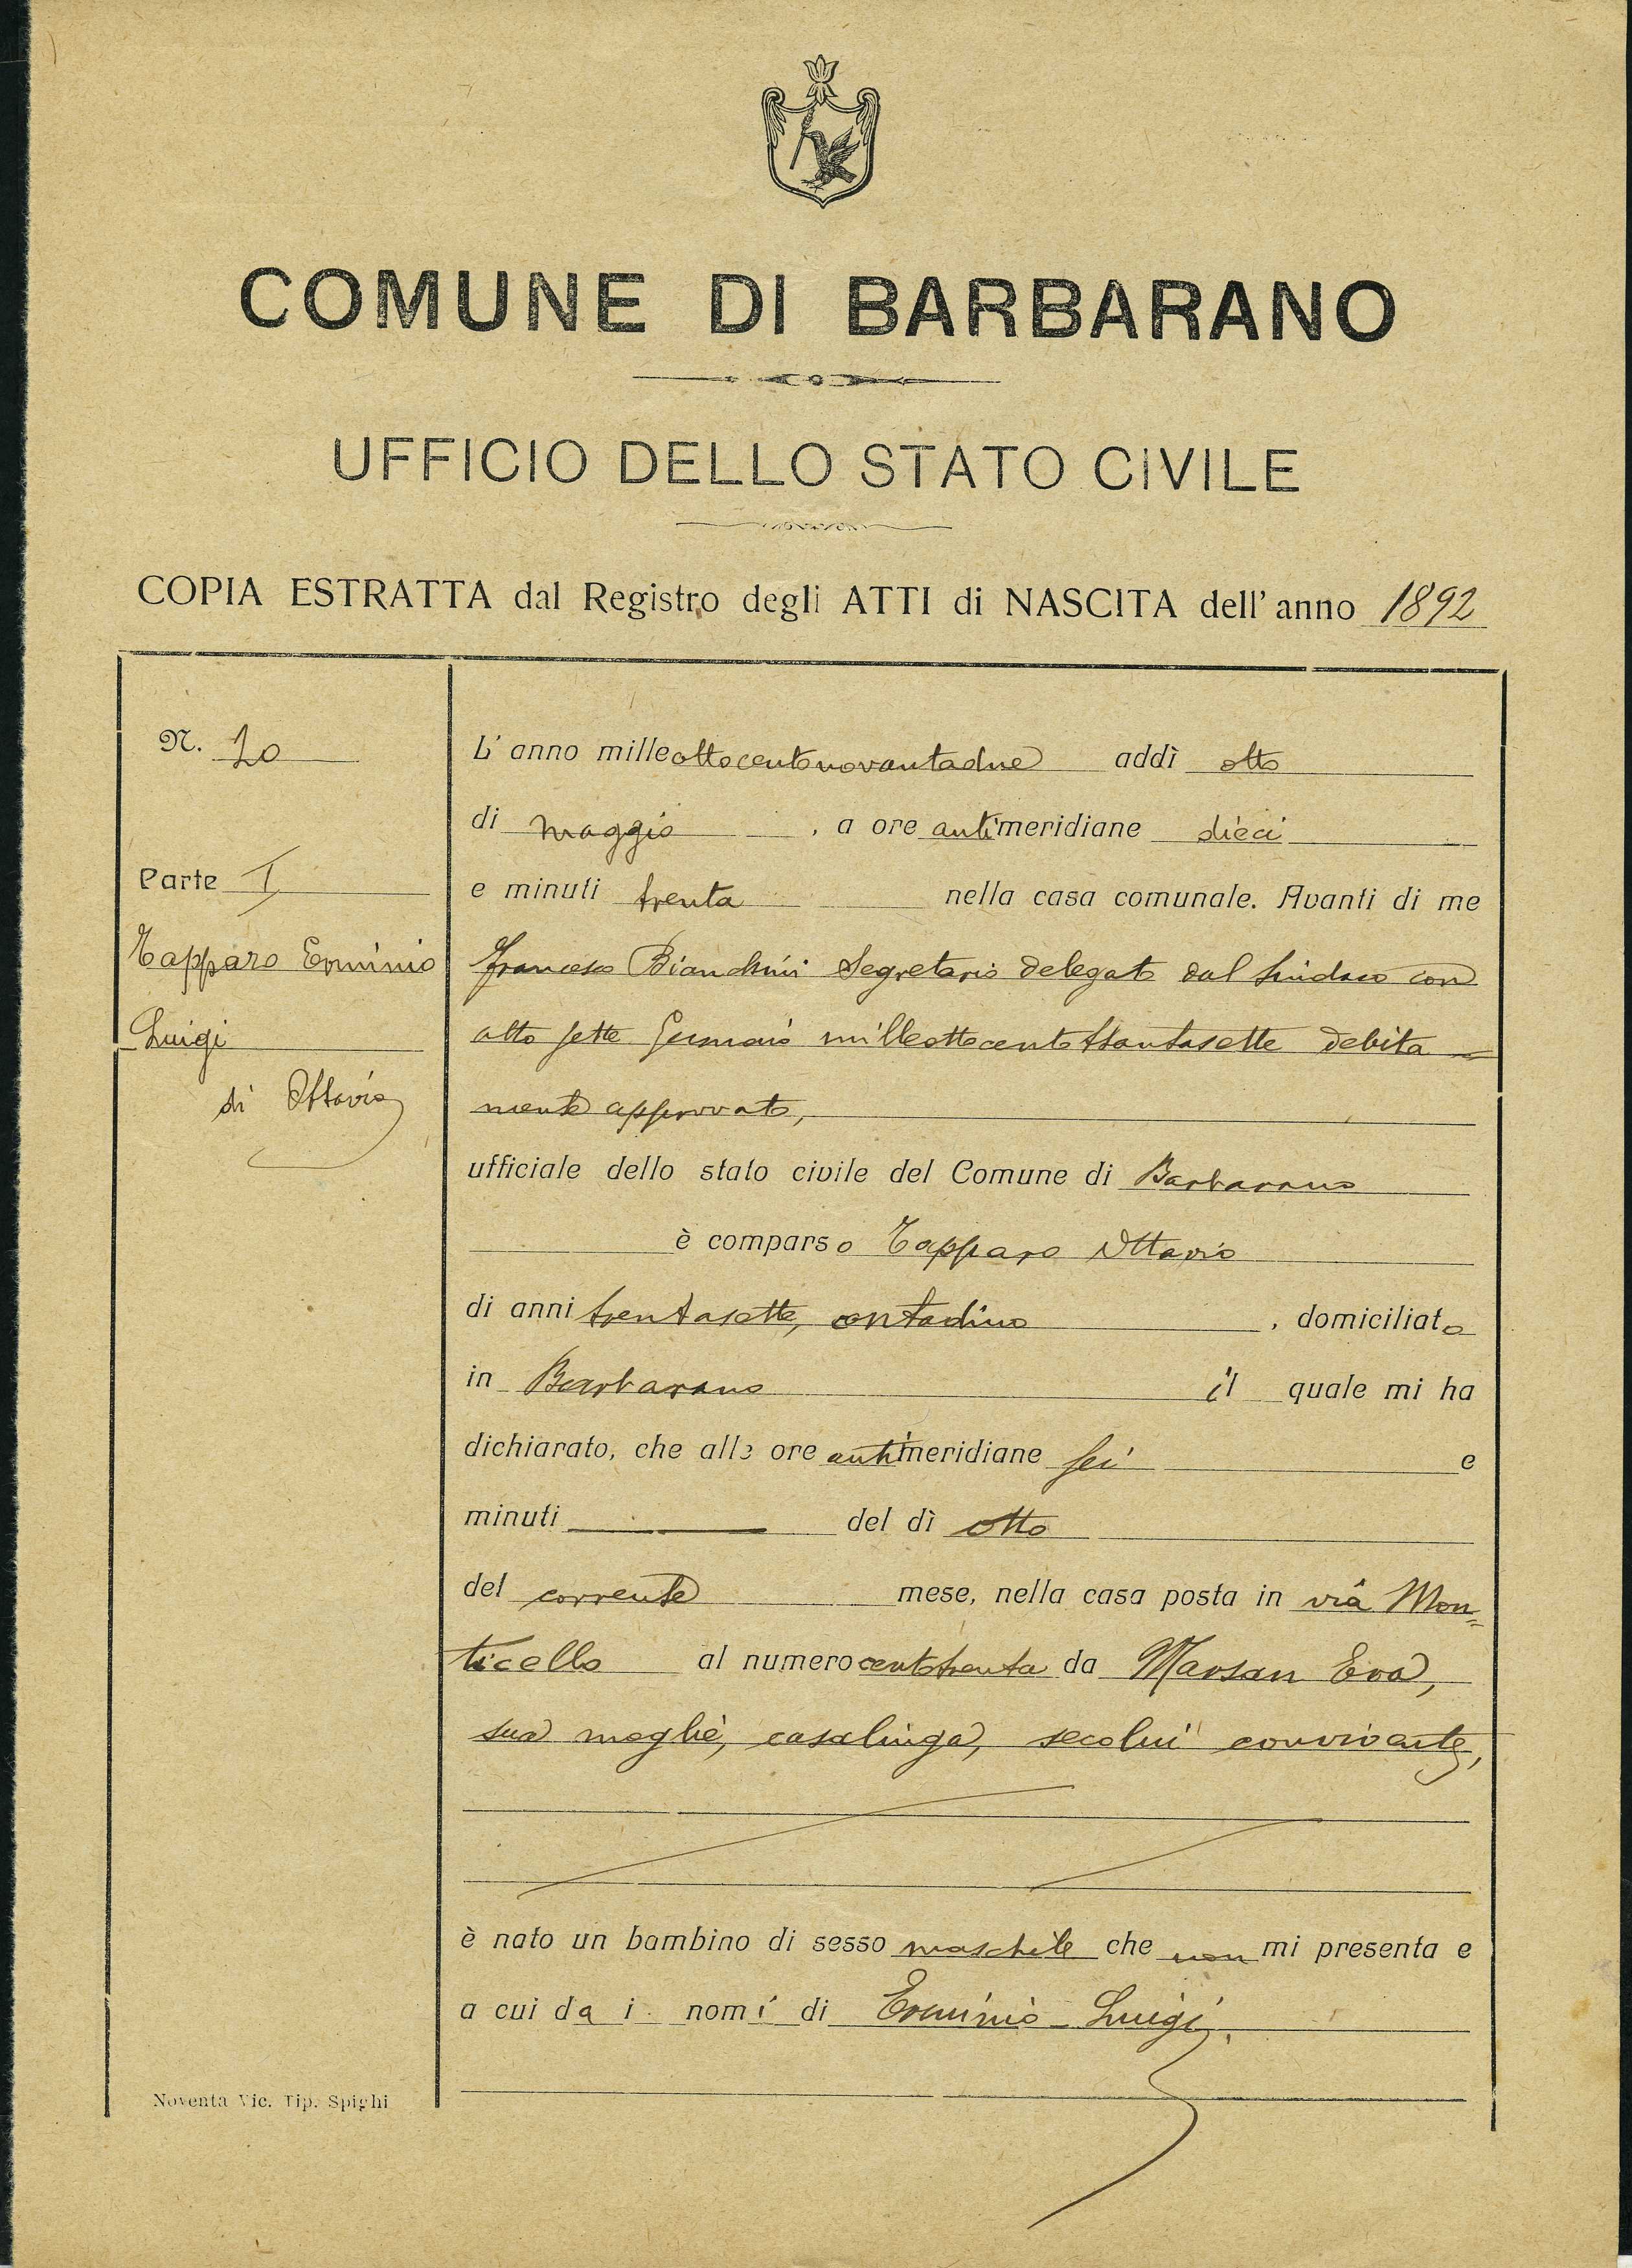 COMUNE DI BARBARANO
UFFICIO DELLO STATO CIVILE
COPIA ESTRATTA dal Registro degli ATTI di NASCITA dell'anno 1892
N. 20
Parte I
Tapparo Erminio
Luigi
di Ottavio
L'anno milleottocentonovantadue addì otto
di maggio, a ore antimeridiane dieci
e minuti trenta nella casa comunale. Avanti di me
Francesco Bianchini Segretario delegato dal Sindaco con
atto sette Gennaio milleottocentottantasette debita=
mente approvato,
ufficiale dello stato civile del Comune di Barbarano
è comparso Tapparo Ottavio
di anni trentasette, contadino, domiciliato
in Barbarano il quale mi ha
dichiarato, che alle ore antimeridiane sei e
minuti — del dì otto
del corrente mese, nella casa posta in via Mon=
ticello al numero centotrenta da Marsan Eva,
sua moglie, casalinga, secolui convivente,
è nato un bambino di sesso maschile che non mi presenta e
a cui da i nomi di Erminio - Luigi.
Noventa Vic. Tip. Spighi